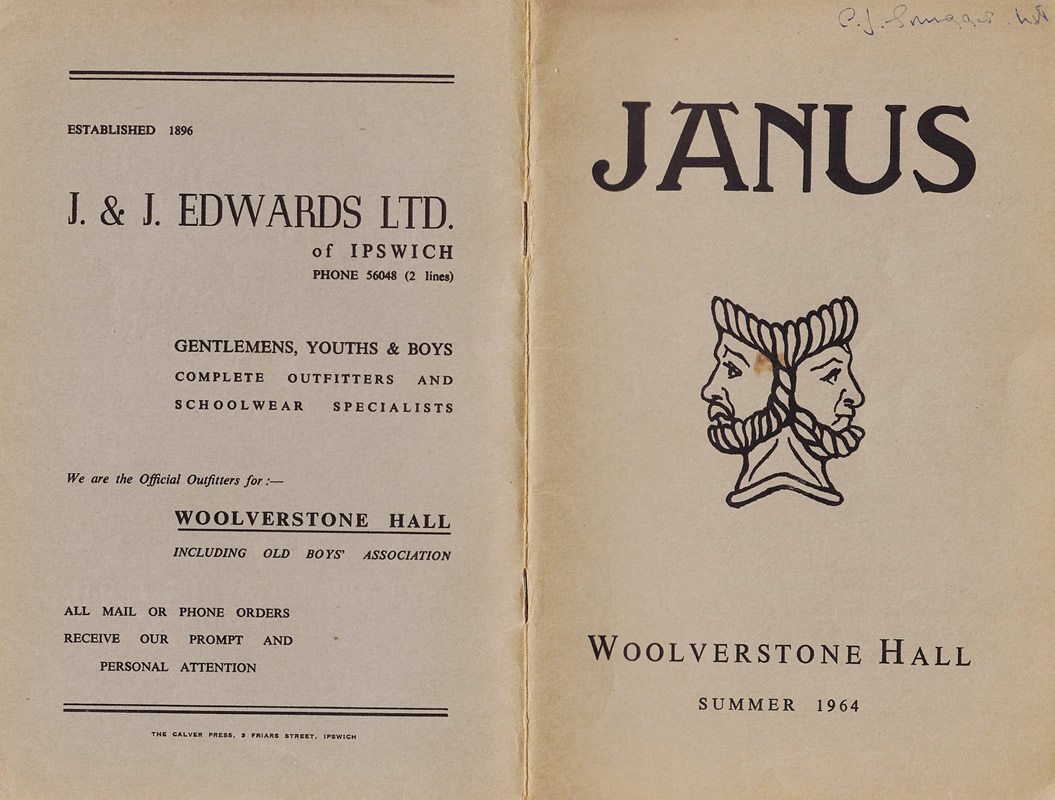 ESTABLISHED 1896
J. & J. EDWARDS LTD.
of IPSWICH
PHONE 56048 (2 lines)
GENTLEMENS, YOUTHS & BOYS
COMPLETE OUTFITTERS AND
SCHOOLWEAR SPECIALISTS
We are the Official Outfitters for :—
WOOLVERSTONE HALL
INCLUDING OLD BOYS' ASSOCIATION
ALL MAIL OR PHONE ORDERS
RECEIVE OUR PROMPT AND
PERSONAL ATTENTION
THE CALVER PRESS, 3 FRIARS STREET, IPSWICH
C. J.
JANUS
WOOLVERSTONE HALL
SUMMER 1964